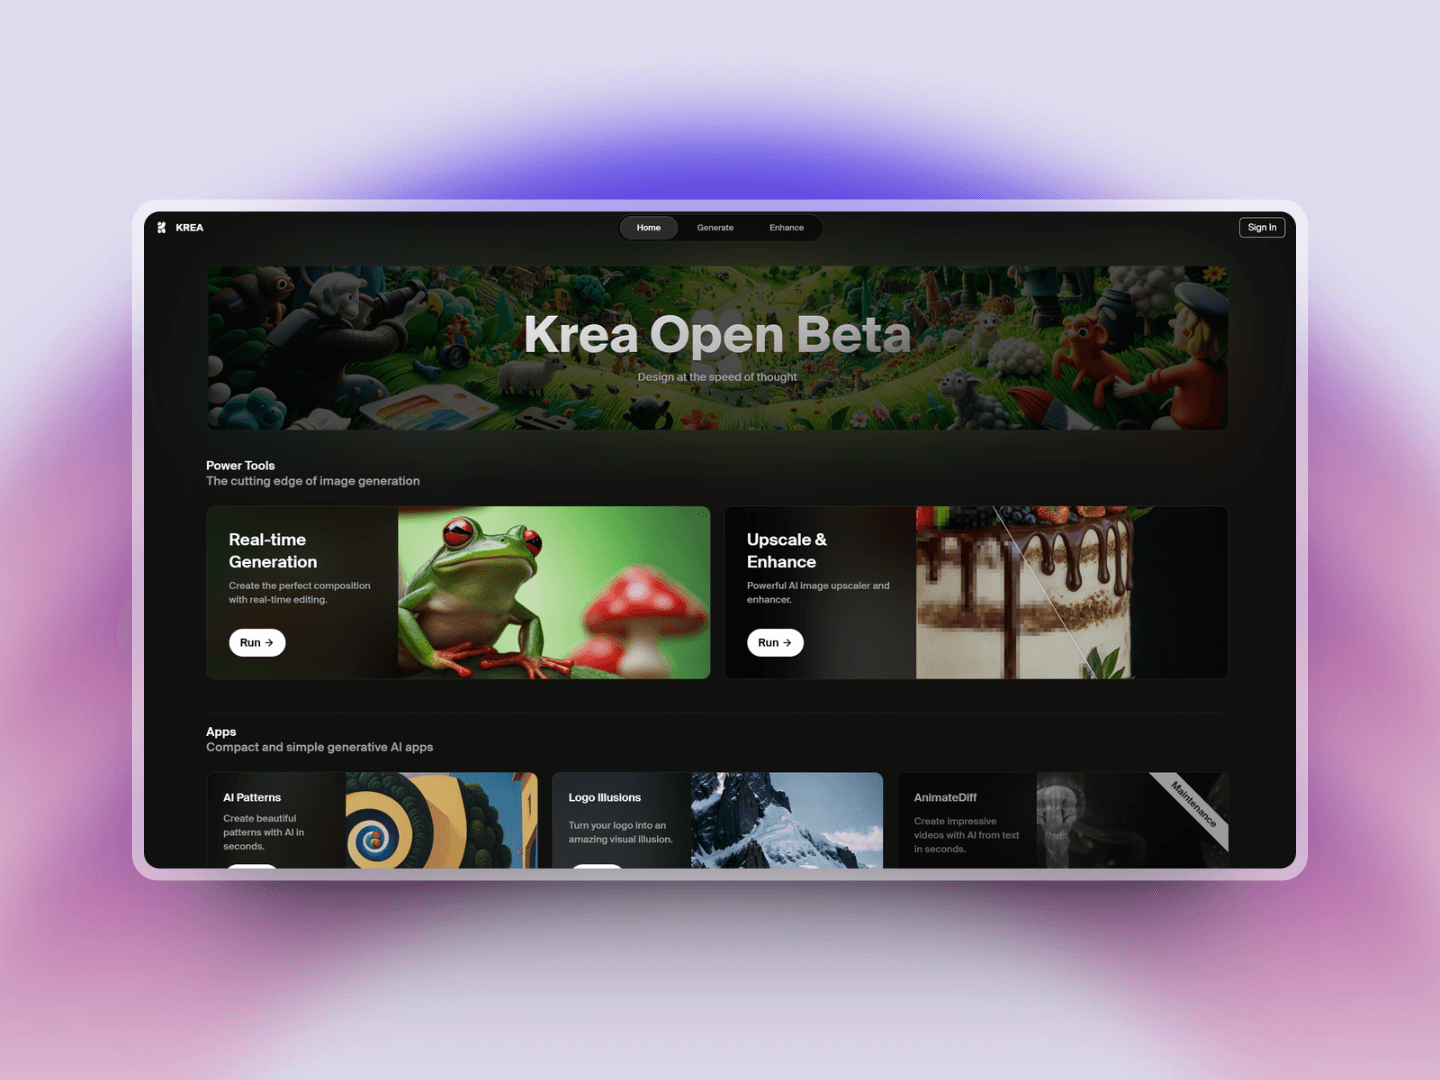 KREA
Home
Generate
Enhance
Sign In
Krea Open Beta
Design at the speed of thought
Power Tools
The cutting edge of image generation
Real-time
Generation
Create the perfect composition
with real-time editing.
Run →
Upscale &
Enhance
Powerful AI image upscaler and
enhancer.
Run →
Apps
Compact and simple generative AI apps
AI Patterns
Create beautiful
patterns with AI in
seconds.
Logo Illusions
Turn your logo into an
amazing visual illusion.
AnimateDiff
Create impressive
videos with AI from text
in seconds.
Maintenance